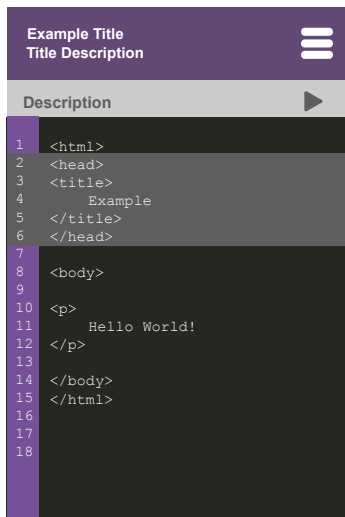 Example Title
Title Description
Description
1 <html>
2 <head>
3 <title>
4 Example
5 </title>
6 </head>
7
8 <body>
9
10 <p>
11 Hello World!
12 </p>
13
14 </body>
15 </html>
16
17
18